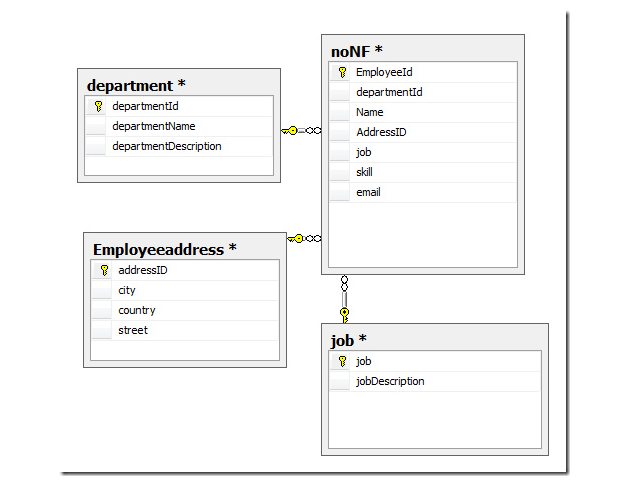 department *
departmentId
departmentName
departmentDescription
noNF *
EmployeeId
departmentId
Name
AddressID
job
skill
email
Employeeaddress *
addressID
city
country
street
job *
job
jobDescription